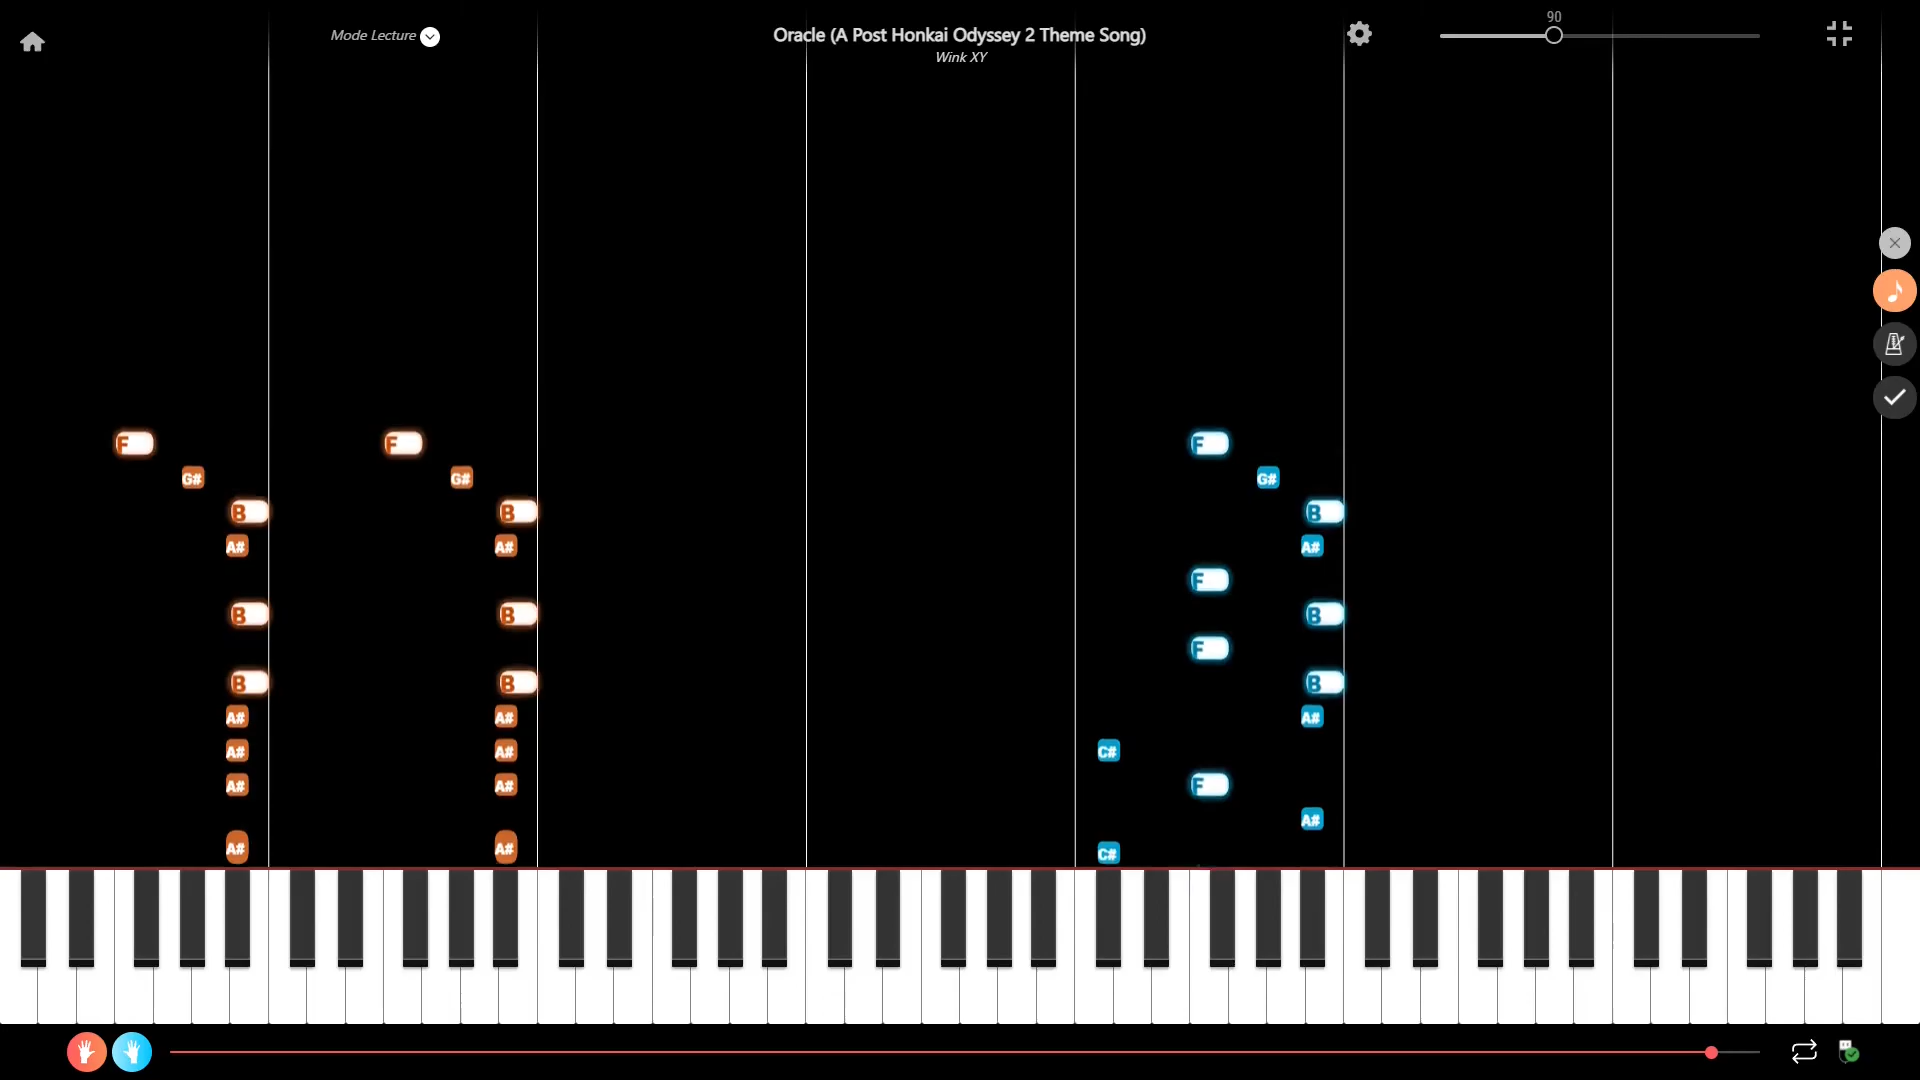 Mode Lecture
Oracle (A Post Honkai Odyssey 2 Theme Song)
Wink XY
90
F F F
G# G# G#
B B B
A# A# A#
F
B B B
F
B B B
A# A# A#
A# A# C#
A# A# F
A#
A# A# C#